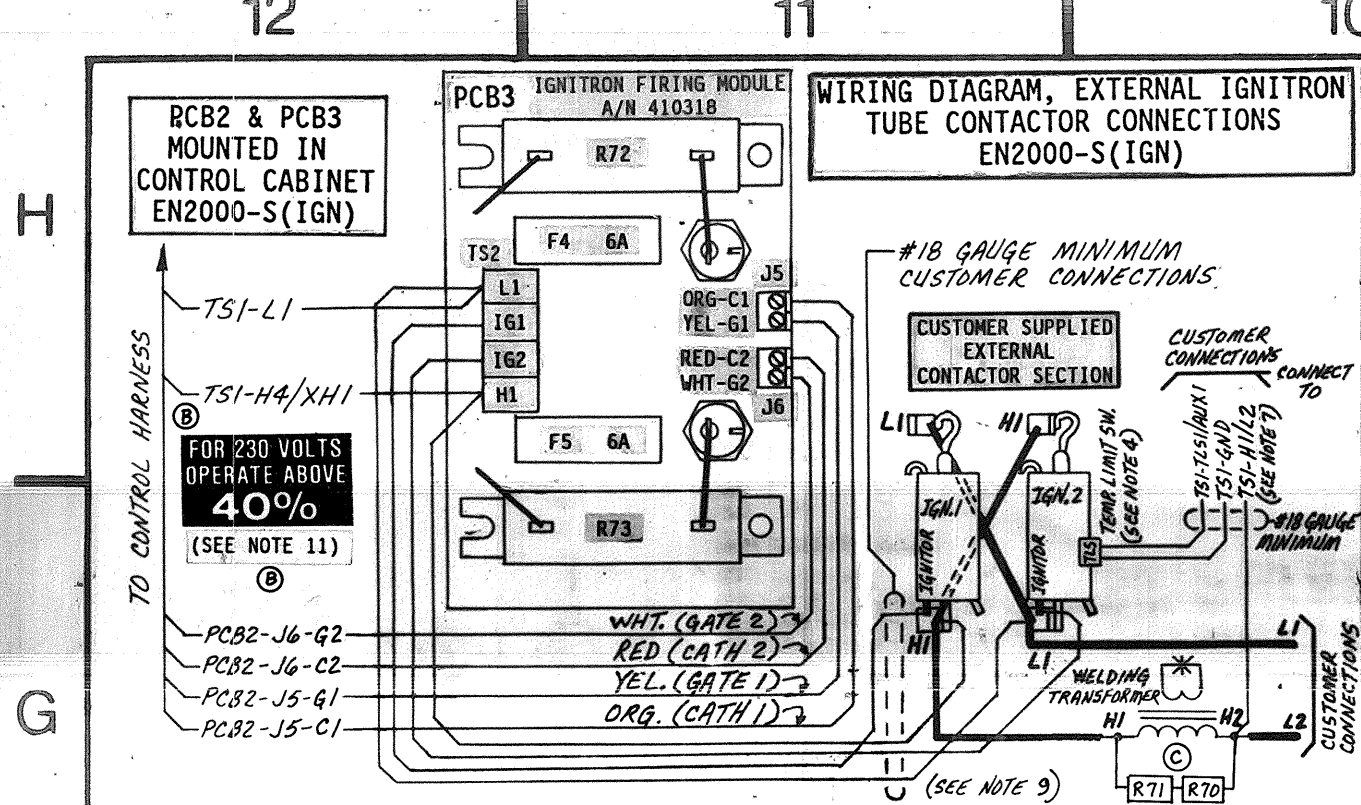 12
11
10
H
G
PCB2 & PCB3
MOUNTED IN
CONTROL CABINET
EN2000-S(IGN)
PCB3
IGNITRON FIRING MODULE
A/N 410318
R72
F4 6A
TS2
L1
IG1
IG2
H1
J5
ORG-C1
YEL-G1
RED-C2
WHT-G2
J6
F5 6A
R73
WIRING DIAGRAM, EXTERNAL IGNITRON
TUBE CONTACTOR CONNECTIONS
EN2000-S(IGN)
TO CONTROL HARNESS
TS1-L1
TS1-H4/XH1
B
FOR 230 VOLTS
OPERATE ABOVE
40%
(SEE NOTE 11)
B
PCB2-J6-G2
PCB2-J6-C2
PCB2-J5-G1
PCB2-J5-C1
WHT. (GATE 2)
RED (CATH 2)
YEL. (GATE 1)
ORG. (CATH 1)
#18 GAUGE MINIMUM
CUSTOMER CONNECTIONS
CUSTOMER SUPPLIED
EXTERNAL
CONTACTOR SECTION
CUSTOMER
CONNECTIONS
CONNECT
TO
TS1-TLS1/AUX1
TS1-GND
TS1-H1/L2
(SEE NOTE 7)
#18 GAUGE
MINIMUM
L1
H1
IGN.1
IGNITOR
IGN.2
IGNITOR
TEMP. LIMIT SW.
(SEE NOTE 4)
TLS
H1
L1
L1
WELDING
TRANSFORMER
H1
H2
L2
CUSTOMER
CONNECTIONS
C
R71
R70
(SEE NOTE 9)